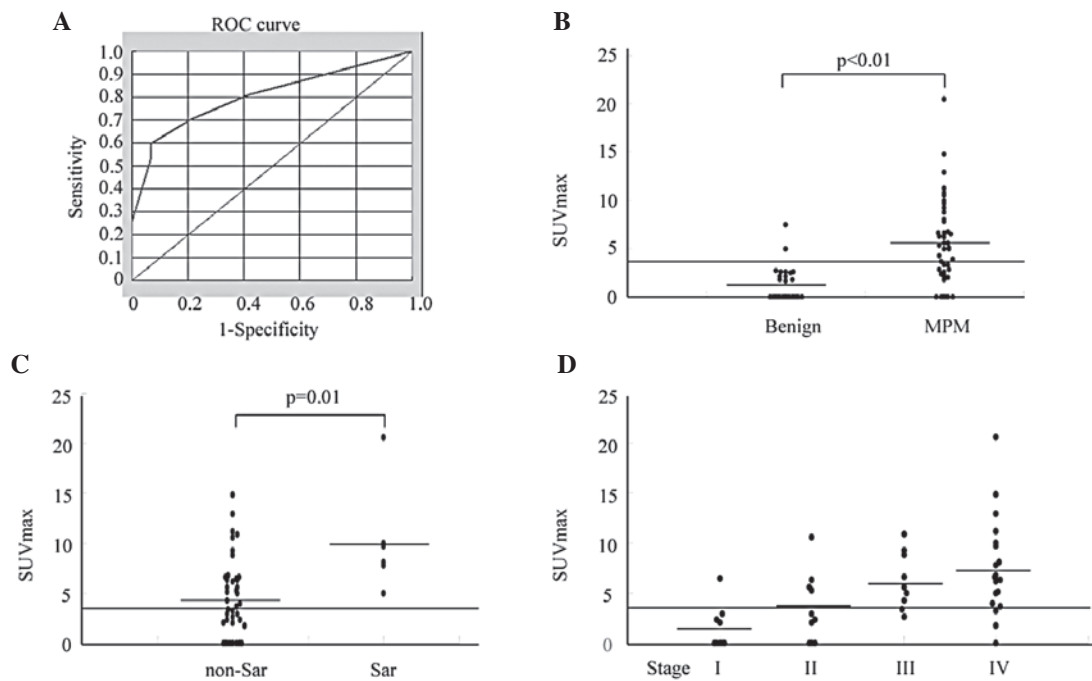 A
ROC curve
1.0
0.9
0.8
0.7
0.6
0.5
0.4
0.3
0.2
0.1
0
Sensitivity
0 0.2 0.4 0.6 0.8 1.0
1-Specificity
B
p<0.01
25
20
15
10
5
0
SUVmax
Benign MPM
C
p=0.01
25
20
15
10
5
0
SUVmax
non-Sar Sar
D
25
20
15
10
5
0
SUVmax
Stage I II III IV